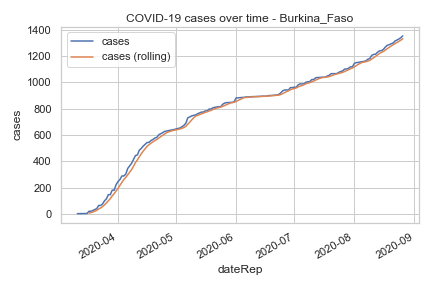 COVID-19 cases over time - Burkina_Faso
cases
cases (rolling)
1400
1200
1000
800
600
400
200
0
cases
2020-04
2020-05
2020-06
2020-07
2020-08
2020-09
dateRep